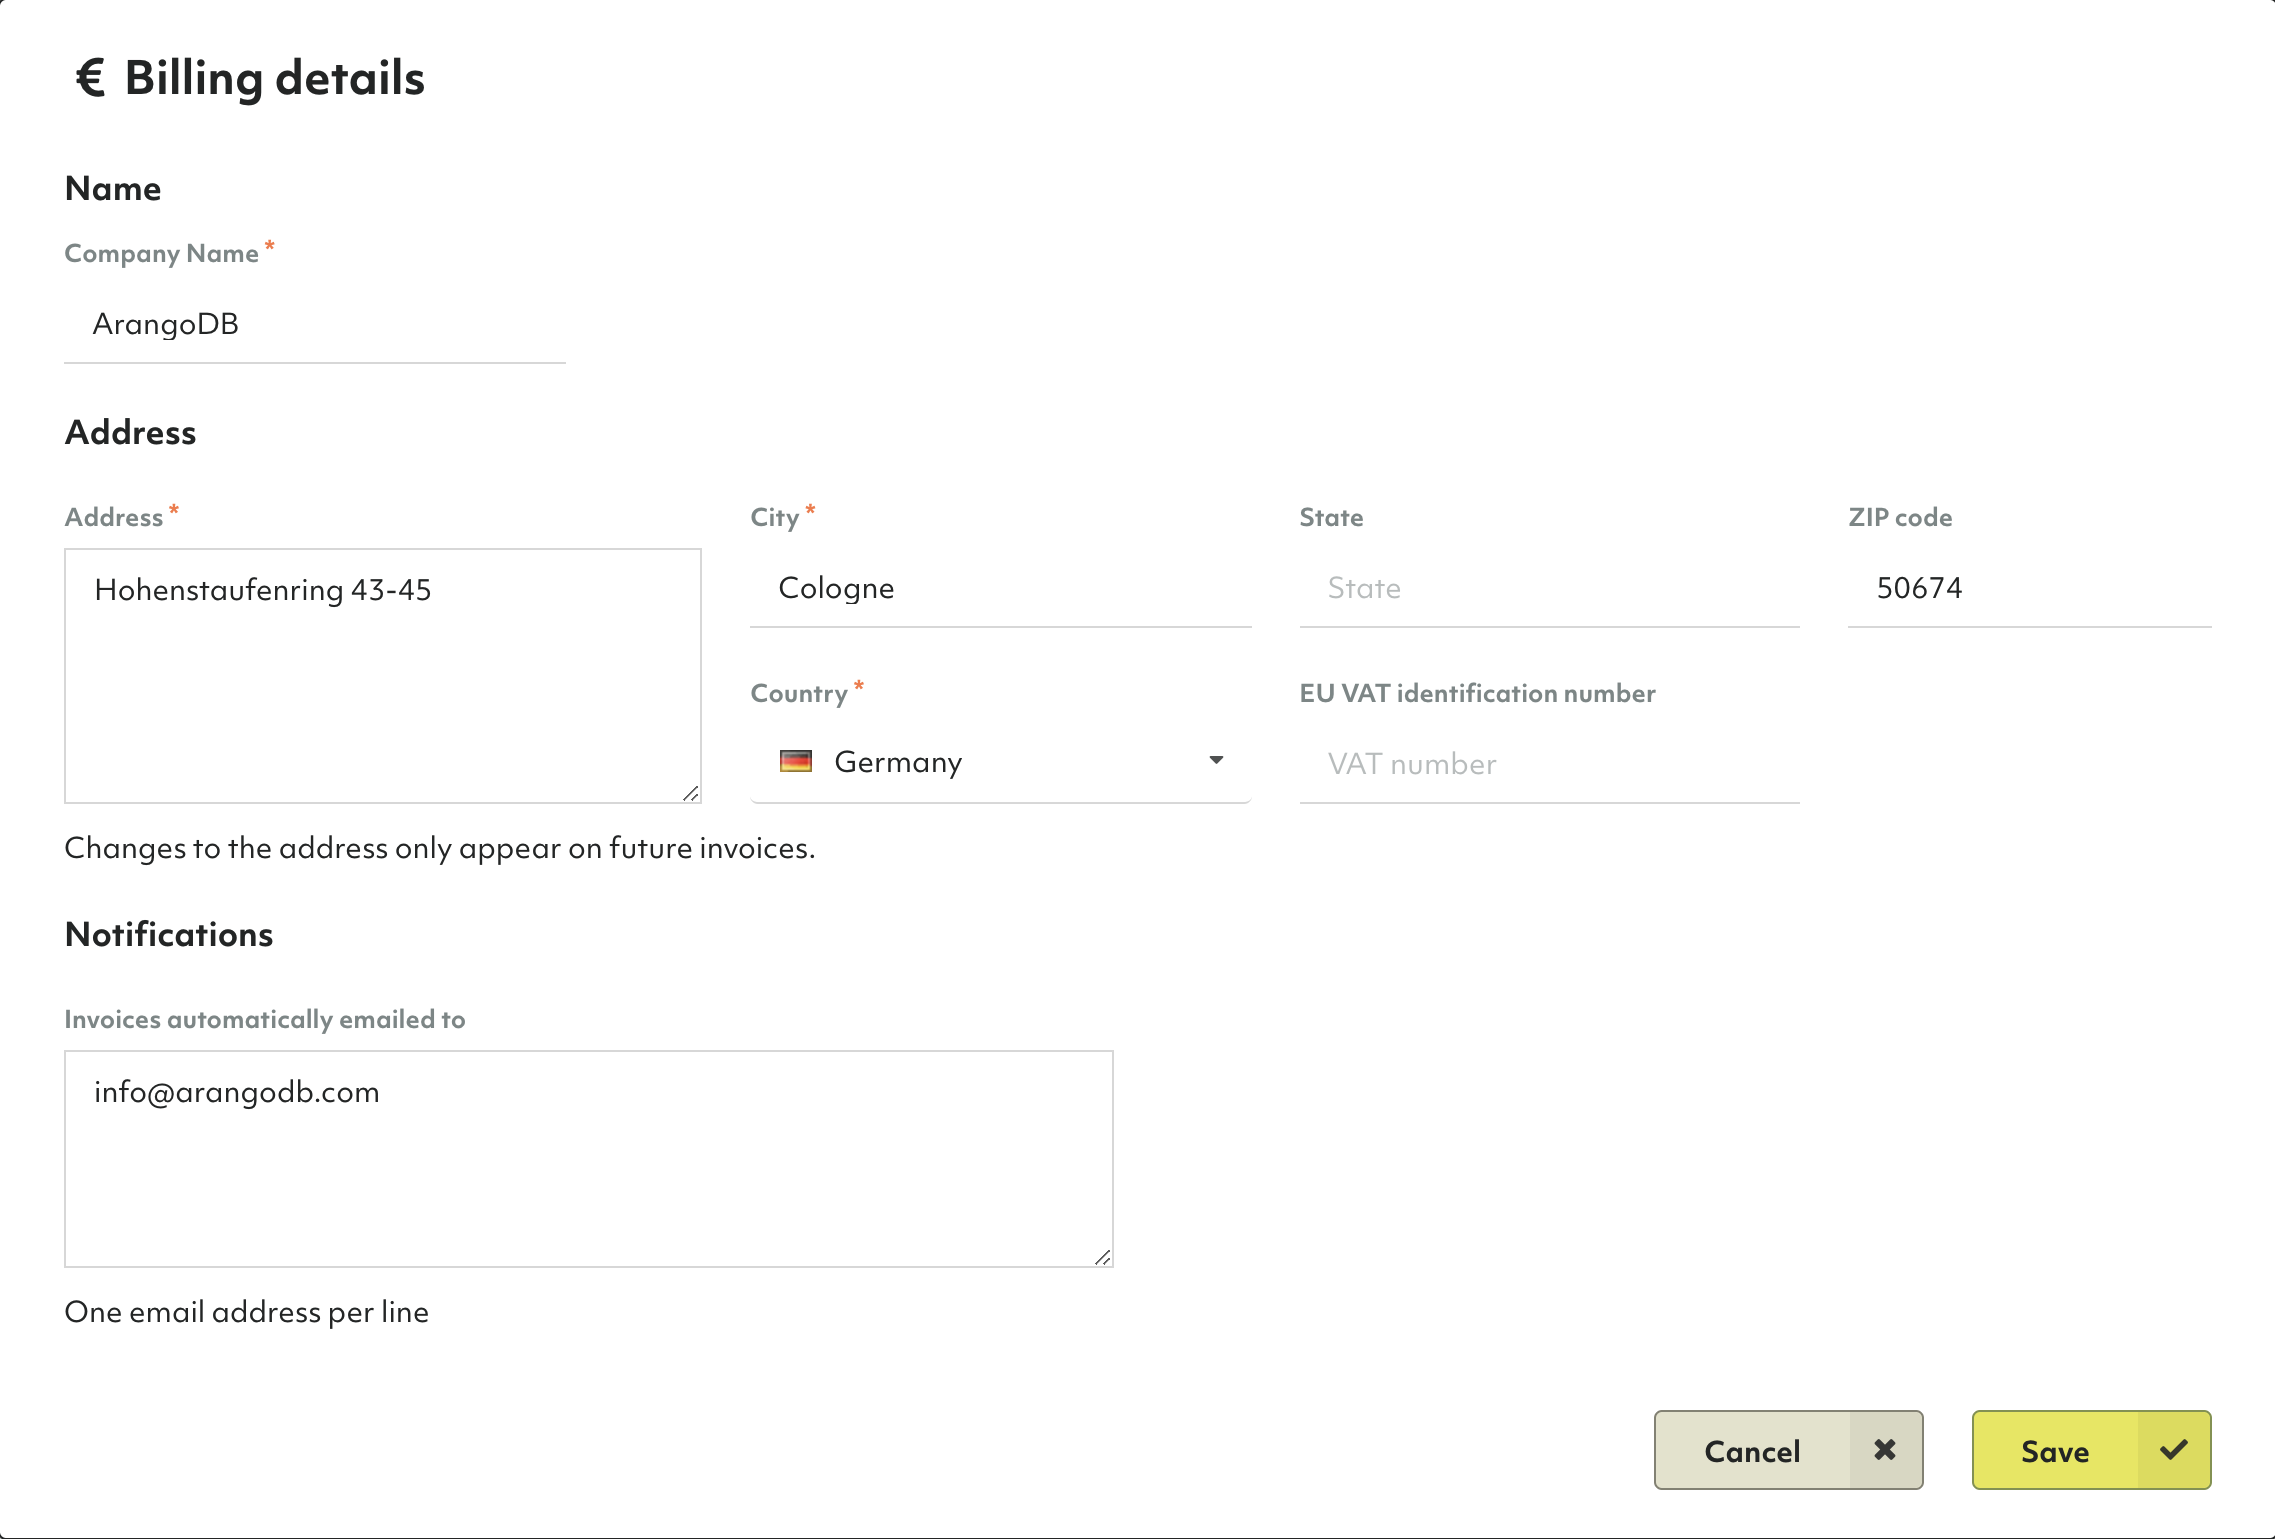 € Billing details
Name
Company Name *
ArangoDB
Address
Address *
Hohenstaufenring 43-45
City *
Cologne
State
State
ZIP code
50674
Country *
Germany
EU VAT identification number
VAT number
Changes to the address only appear on future invoices.
Notifications
Invoices automatically emailed to
info@arangodb.com
One email address per line
Cancel
Save